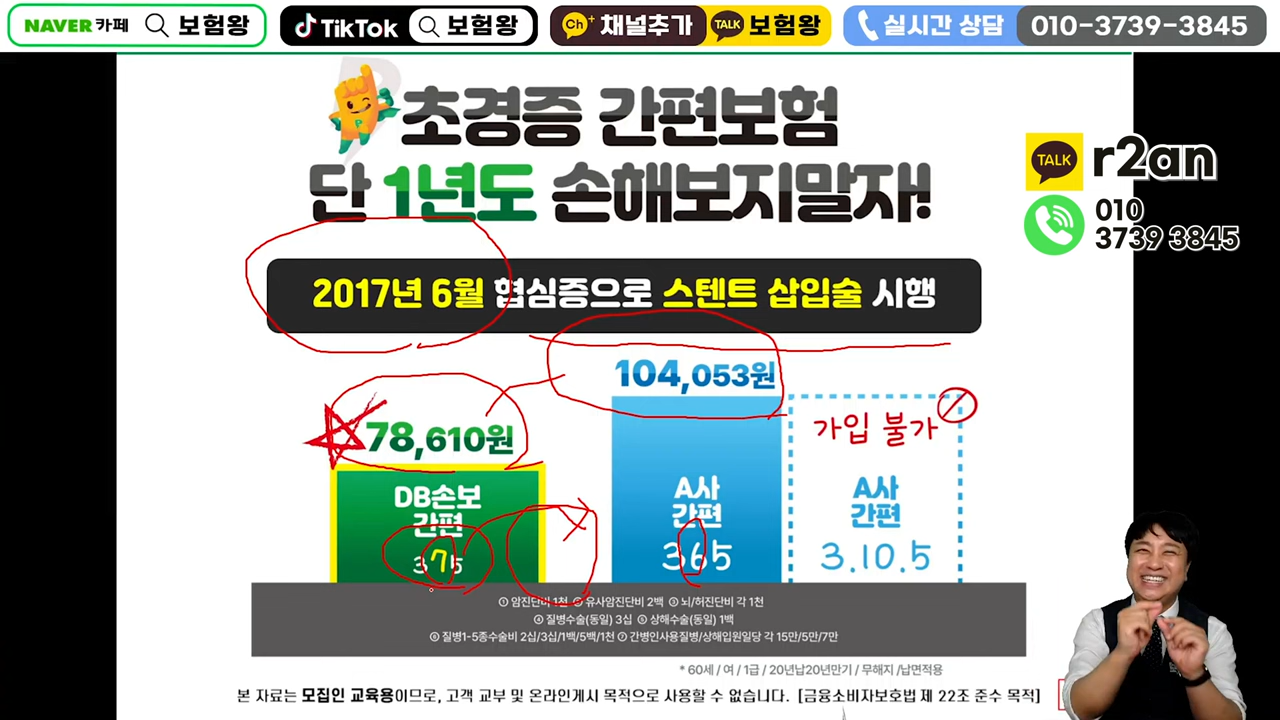 NAVER 카페 보험왕 TikTok 보험왕 Ch+ 채널추가 TALK 보험왕 실시간 상담 010-3739-3845
초경증 간편보험
단 1년도 손해보지말자!
TALK r2an
010
3739 3845
2017년 6월 협심증으로 스텐트 삽입술 시행
104,053원
78,610원
가입 불가
DB손보
간편
375
A사
간편
365
A사
간편
3.10.5
① 암진단비 1천 ② 유사암진단비 2백 ③ 뇌/허진단비 각 1천
④ 질병수술(동일) 3십 ⑤ 상해수술(동일) 1백
⑥ 질병1-5종수술비 2십/3십/1백/5백/1천 ⑦ 간병인사용질병/상해입원일당 각 15만/5만/7만
* 60세 / 여 / 1급 / 20년납20년만기 / 무해지 /납면적용
본 자료는 모집인 교육용이므로, 고객 교부 및 온라인게시 목적으로 사용할 수 없습니다. [금융소비자보호법 제 22조 준수 목적]